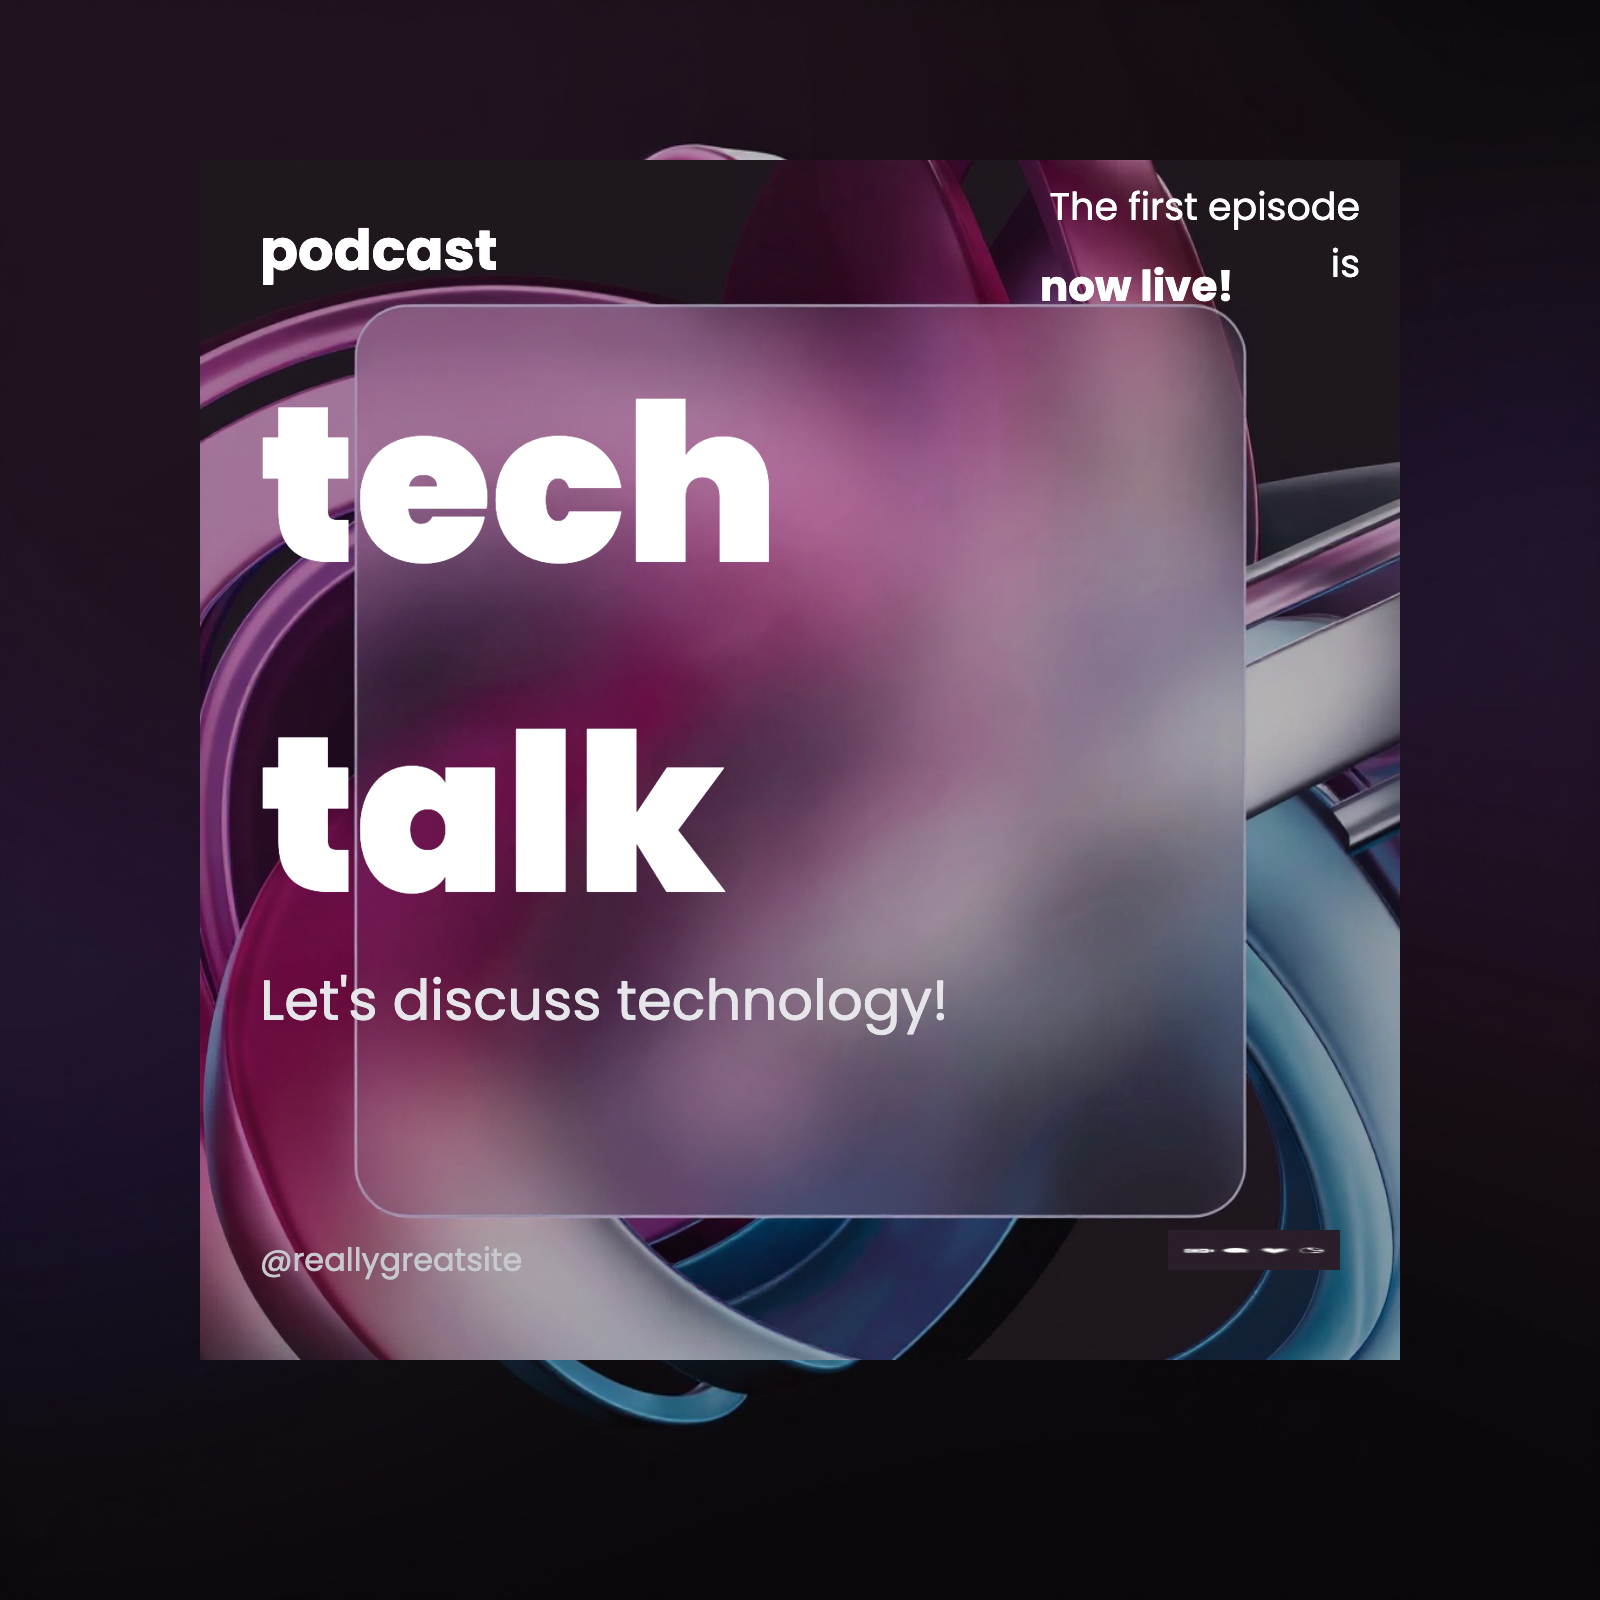 podcast
The first episode
is
now live!
tech
talk
Let's discuss technology!
@reallygreatsite